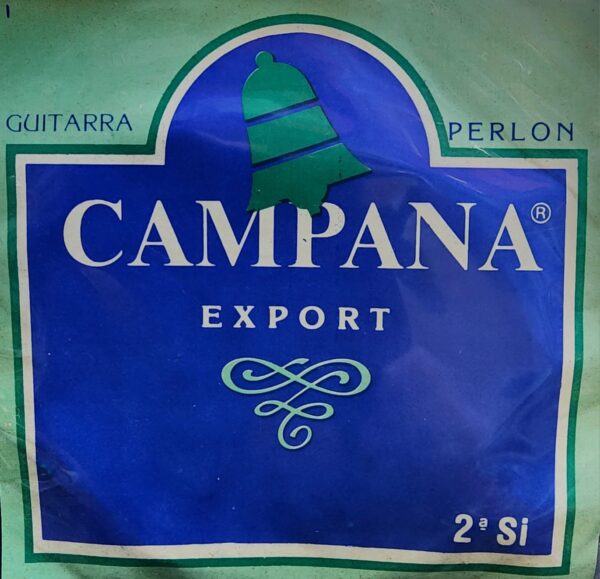 GUITARRA
PERLON
CAMPANA®
EXPORT
2ª Si